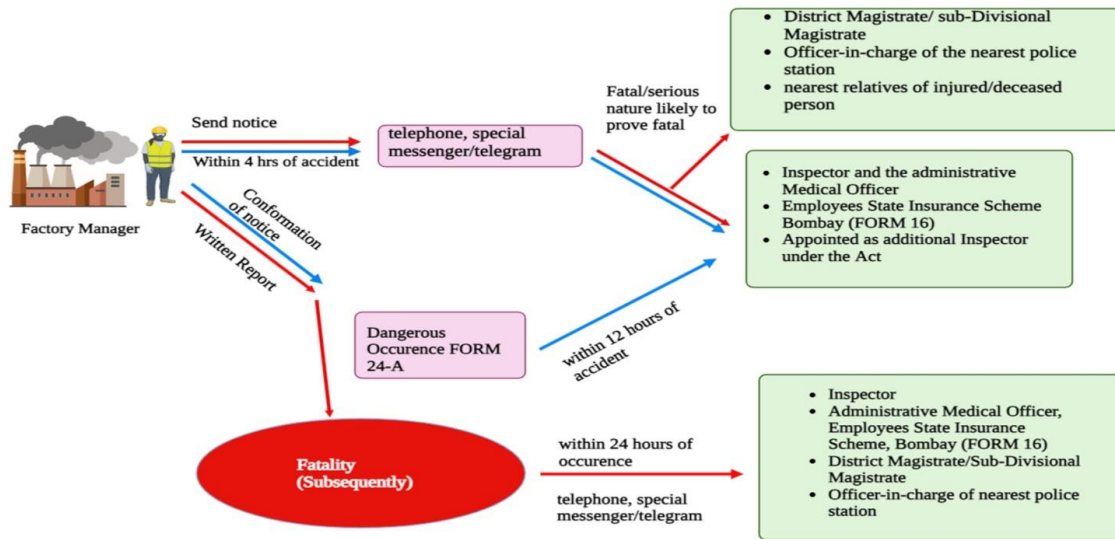 Factory Manager
Send notice
Within 4 hrs of accident
telephone, special
messenger/telegram
Fatal/serious
nature likely to
prove fatal
• District Magistrate/ sub-Divisional
Magistrate
• Officer-in-charge of the nearest police
station
• nearest relatives of injured/deceased
person
• Inspector and the administrative
Medical Officer
• Employees State Insurance Scheme
Bombay (FORM 16)
• Appointed as additional Inspector
under the Act
Conformation
of notice
Written Report
Dangerous
Occurence FORM
24-A
within 12 hours of
accident
Fatality
(Subsequently)
within 24 hours of
occurence
telephone, special
messenger/telegram
• Inspector
• Administrative Medical Officer,
Employees State Insurance
Scheme, Bombay (FORM 16)
• District Magistrate/Sub-Divisional
Magistrate
• Officer-in-charge of nearest police
station